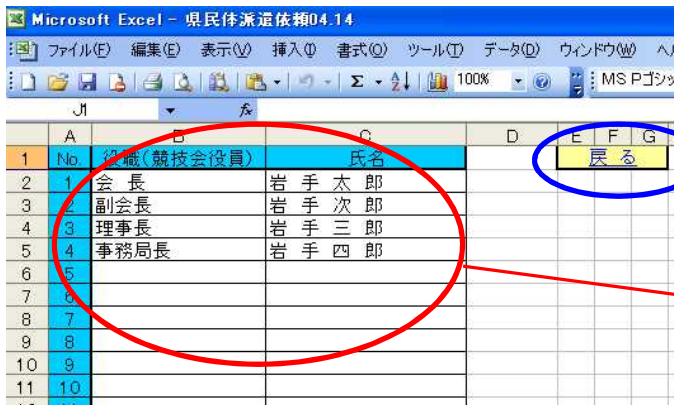 Microsoft Excel - 県民体派遣依頼04.14
ファイル(F) 編集(E) 表示(V) 挿入(I) 書式(O) ツール(T) データ(D) ウィンドウ(W)
100% MS Pゴシッ
J1 fx
A B C D E F G
1 No. 役職(競技会役員) 氏名 戻る
2 1 会 長 岩 手 太 郎
3 2 副会長 岩 手 次 郎
4 3 理事長 岩 手 三 郎
5 4 事務局長 岩 手 四 郎
6 5
7 6
8 7
9 8
10 9
11 10